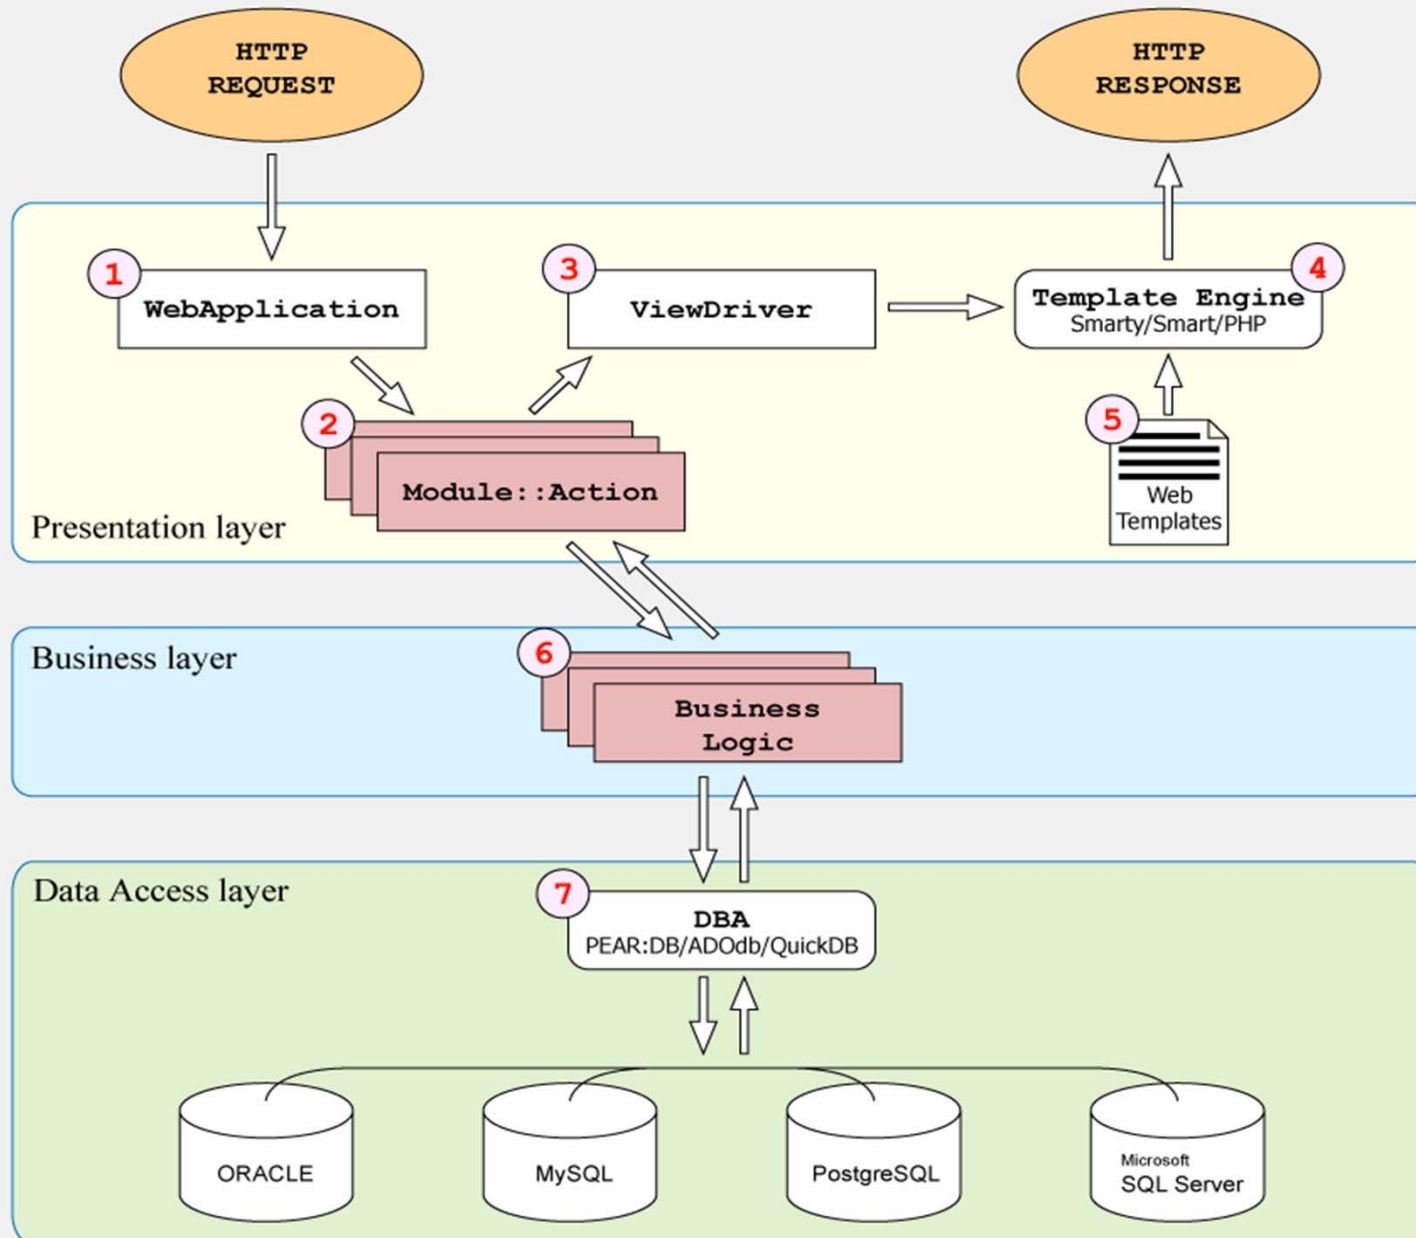 HTTP
REQUEST
HTTP
RESPONSE
1
WebApplication
3
ViewDriver
4
Template Engine
Smarty/Smart/PHP
2
Module::Action
5
Web
Templates
Presentation layer
Business layer
6
Business
Logic
Data Access layer
7
DBA
PEAR:DB/ADOdb/QuickDB
ORACLE
MySQL
PostgreSQL
Microsoft
SQL Server